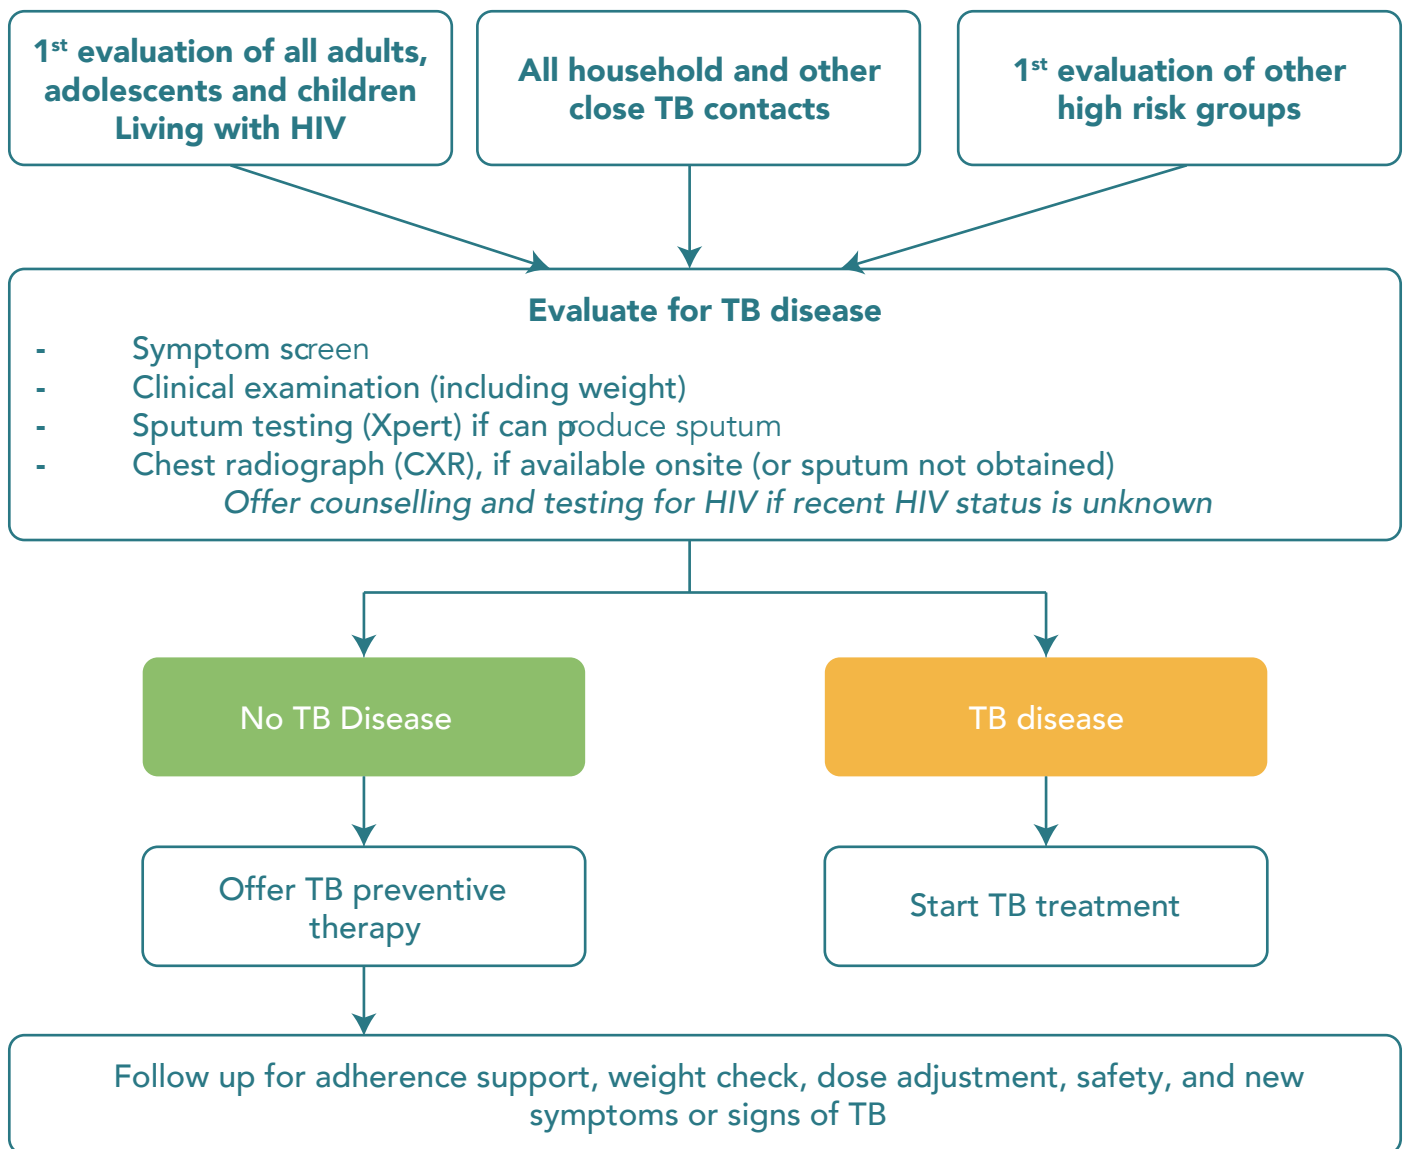 1st evaluation of all adults,
adolescents and children
Living with HIV
All household and other
close TB contacts
1st evaluation of other
high risk groups
Evaluate for TB disease
- Symptom screen
- Clinical examination (including weight)
- Sputum testing (Xpert) if can produce sputum
- Chest radiograph (CXR), if available onsite (or sputum not obtained)
Offer counselling and testing for HIV if recent HIV status is unknown
No TB Disease
TB disease
Offer TB preventive
therapy
Start TB treatment
Follow up for adherence support, weight check, dose adjustment, safety, and new
symptoms or signs of TB